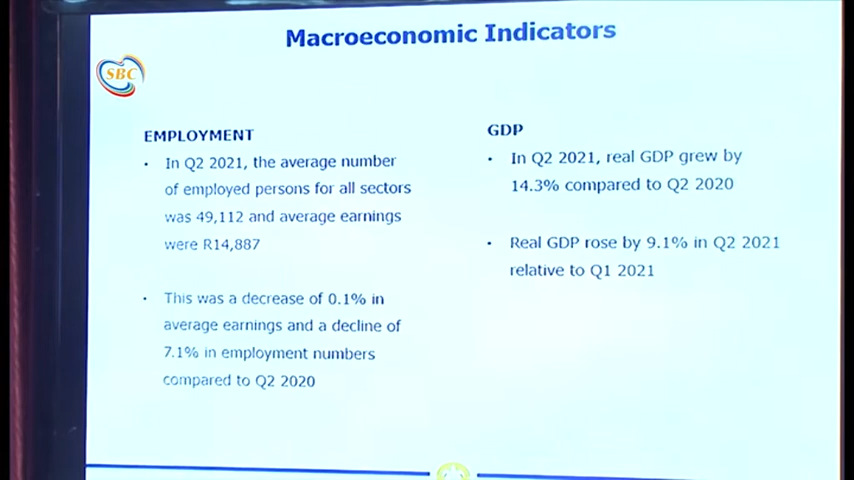 Macroeconomic Indicators
SBC
EMPLOYMENT
• In Q2 2021, the average number
of employed persons for all sectors
was 49,112 and average earnings
were R14,887
• This was a decrease of 0.1% in
average earnings and a decline of
7.1% in employment numbers
compared to Q2 2020
GDP
• In Q2 2021, real GDP grew by
14.3% compared to Q2 2020
• Real GDP rose by 9.1% in Q2 2021
relative to Q1 2021